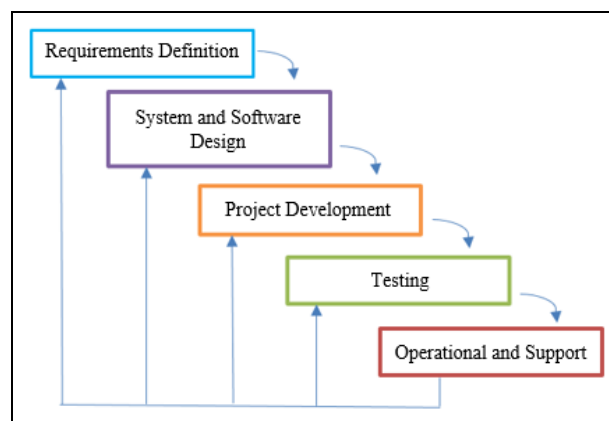 Requirements Definition
System and Software
Design
Project Development
Testing
Operational and Support